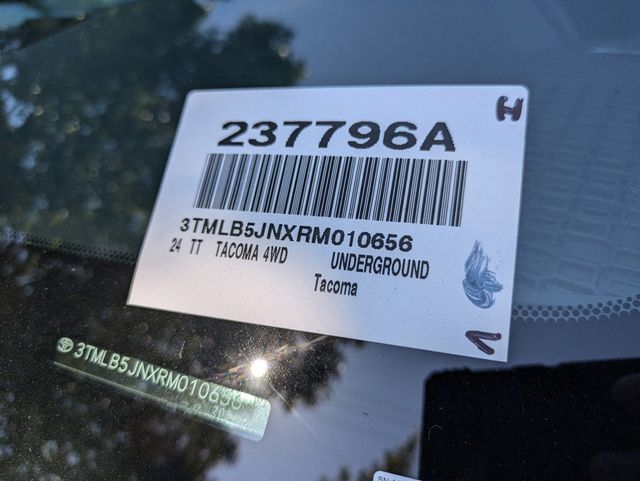 237796A
H
3TMLB5JNXRM010656
24 TT TACOMA 4WD UNDERGROUND
Tacoma
V
3TMLB5JNXRM010656